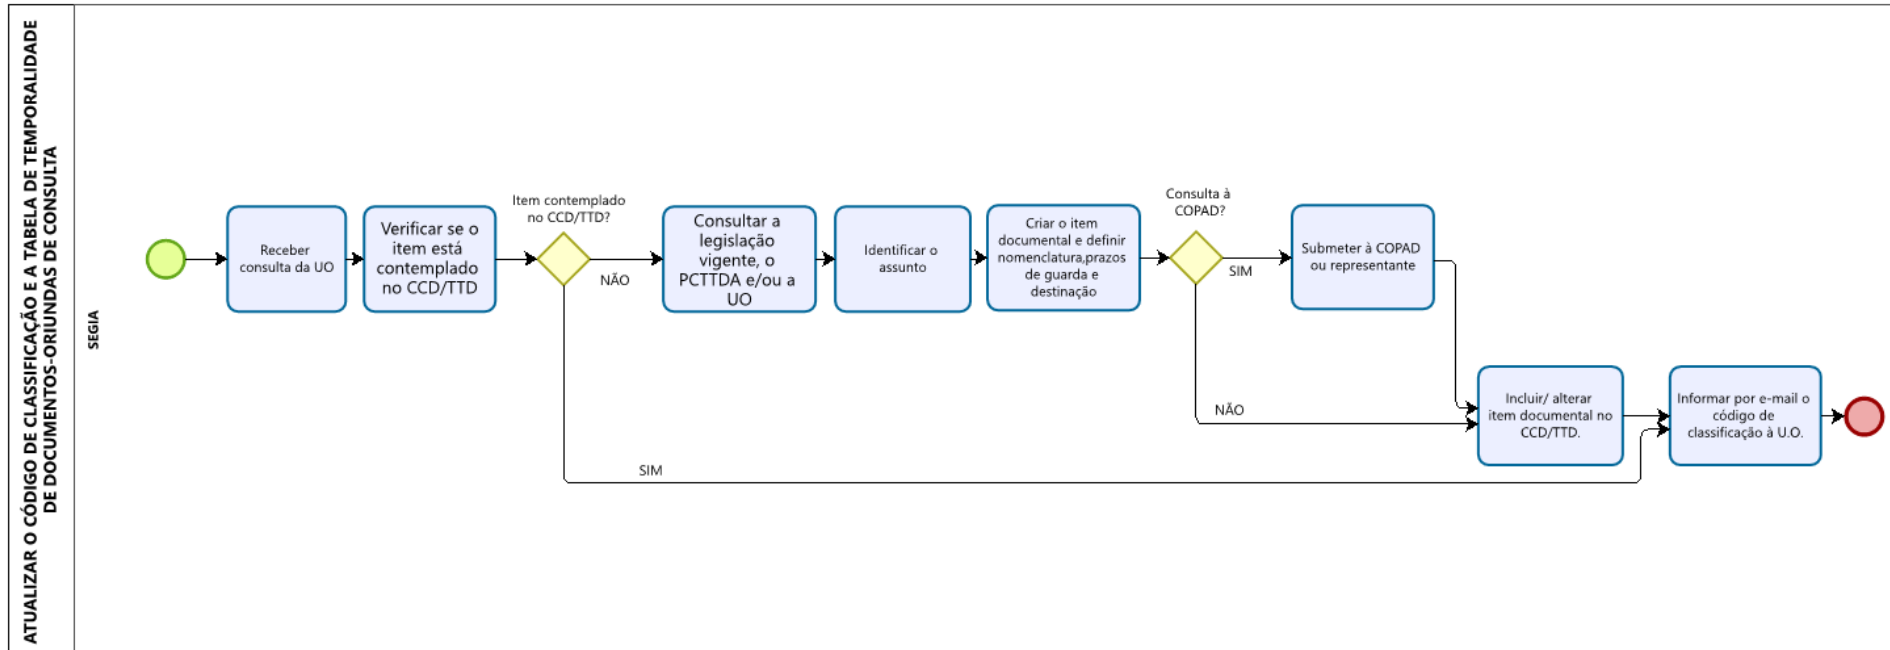 ATUALIZAR O CÓDIGO DE CLASSIFICAÇÃO E A TABELA DE TEMPORALIDADE
DE DOCUMENTOS-ORIUNDAS DE CONSULTA
SEGIA
Receber
consulta da UO
Verificar se o
item está
contemplado
no CCD/TTD
Item contemplado
no CCD/TTD?
NÃO
SIM
Consultar a
legislação
vigente, o
PCTTDA e/ou a
UO
Identificar o
assunto
Criar o item
documental e definir
nomenclatura,prazos
de guarda e
destinação
Consulta à
COPAD?
SIM
NÃO
Submeter à COPAD
ou representante
Incluir/ alterar
item documental no
CCD/TTD.
Informar por e-mail o
código de
classificação à U.O.